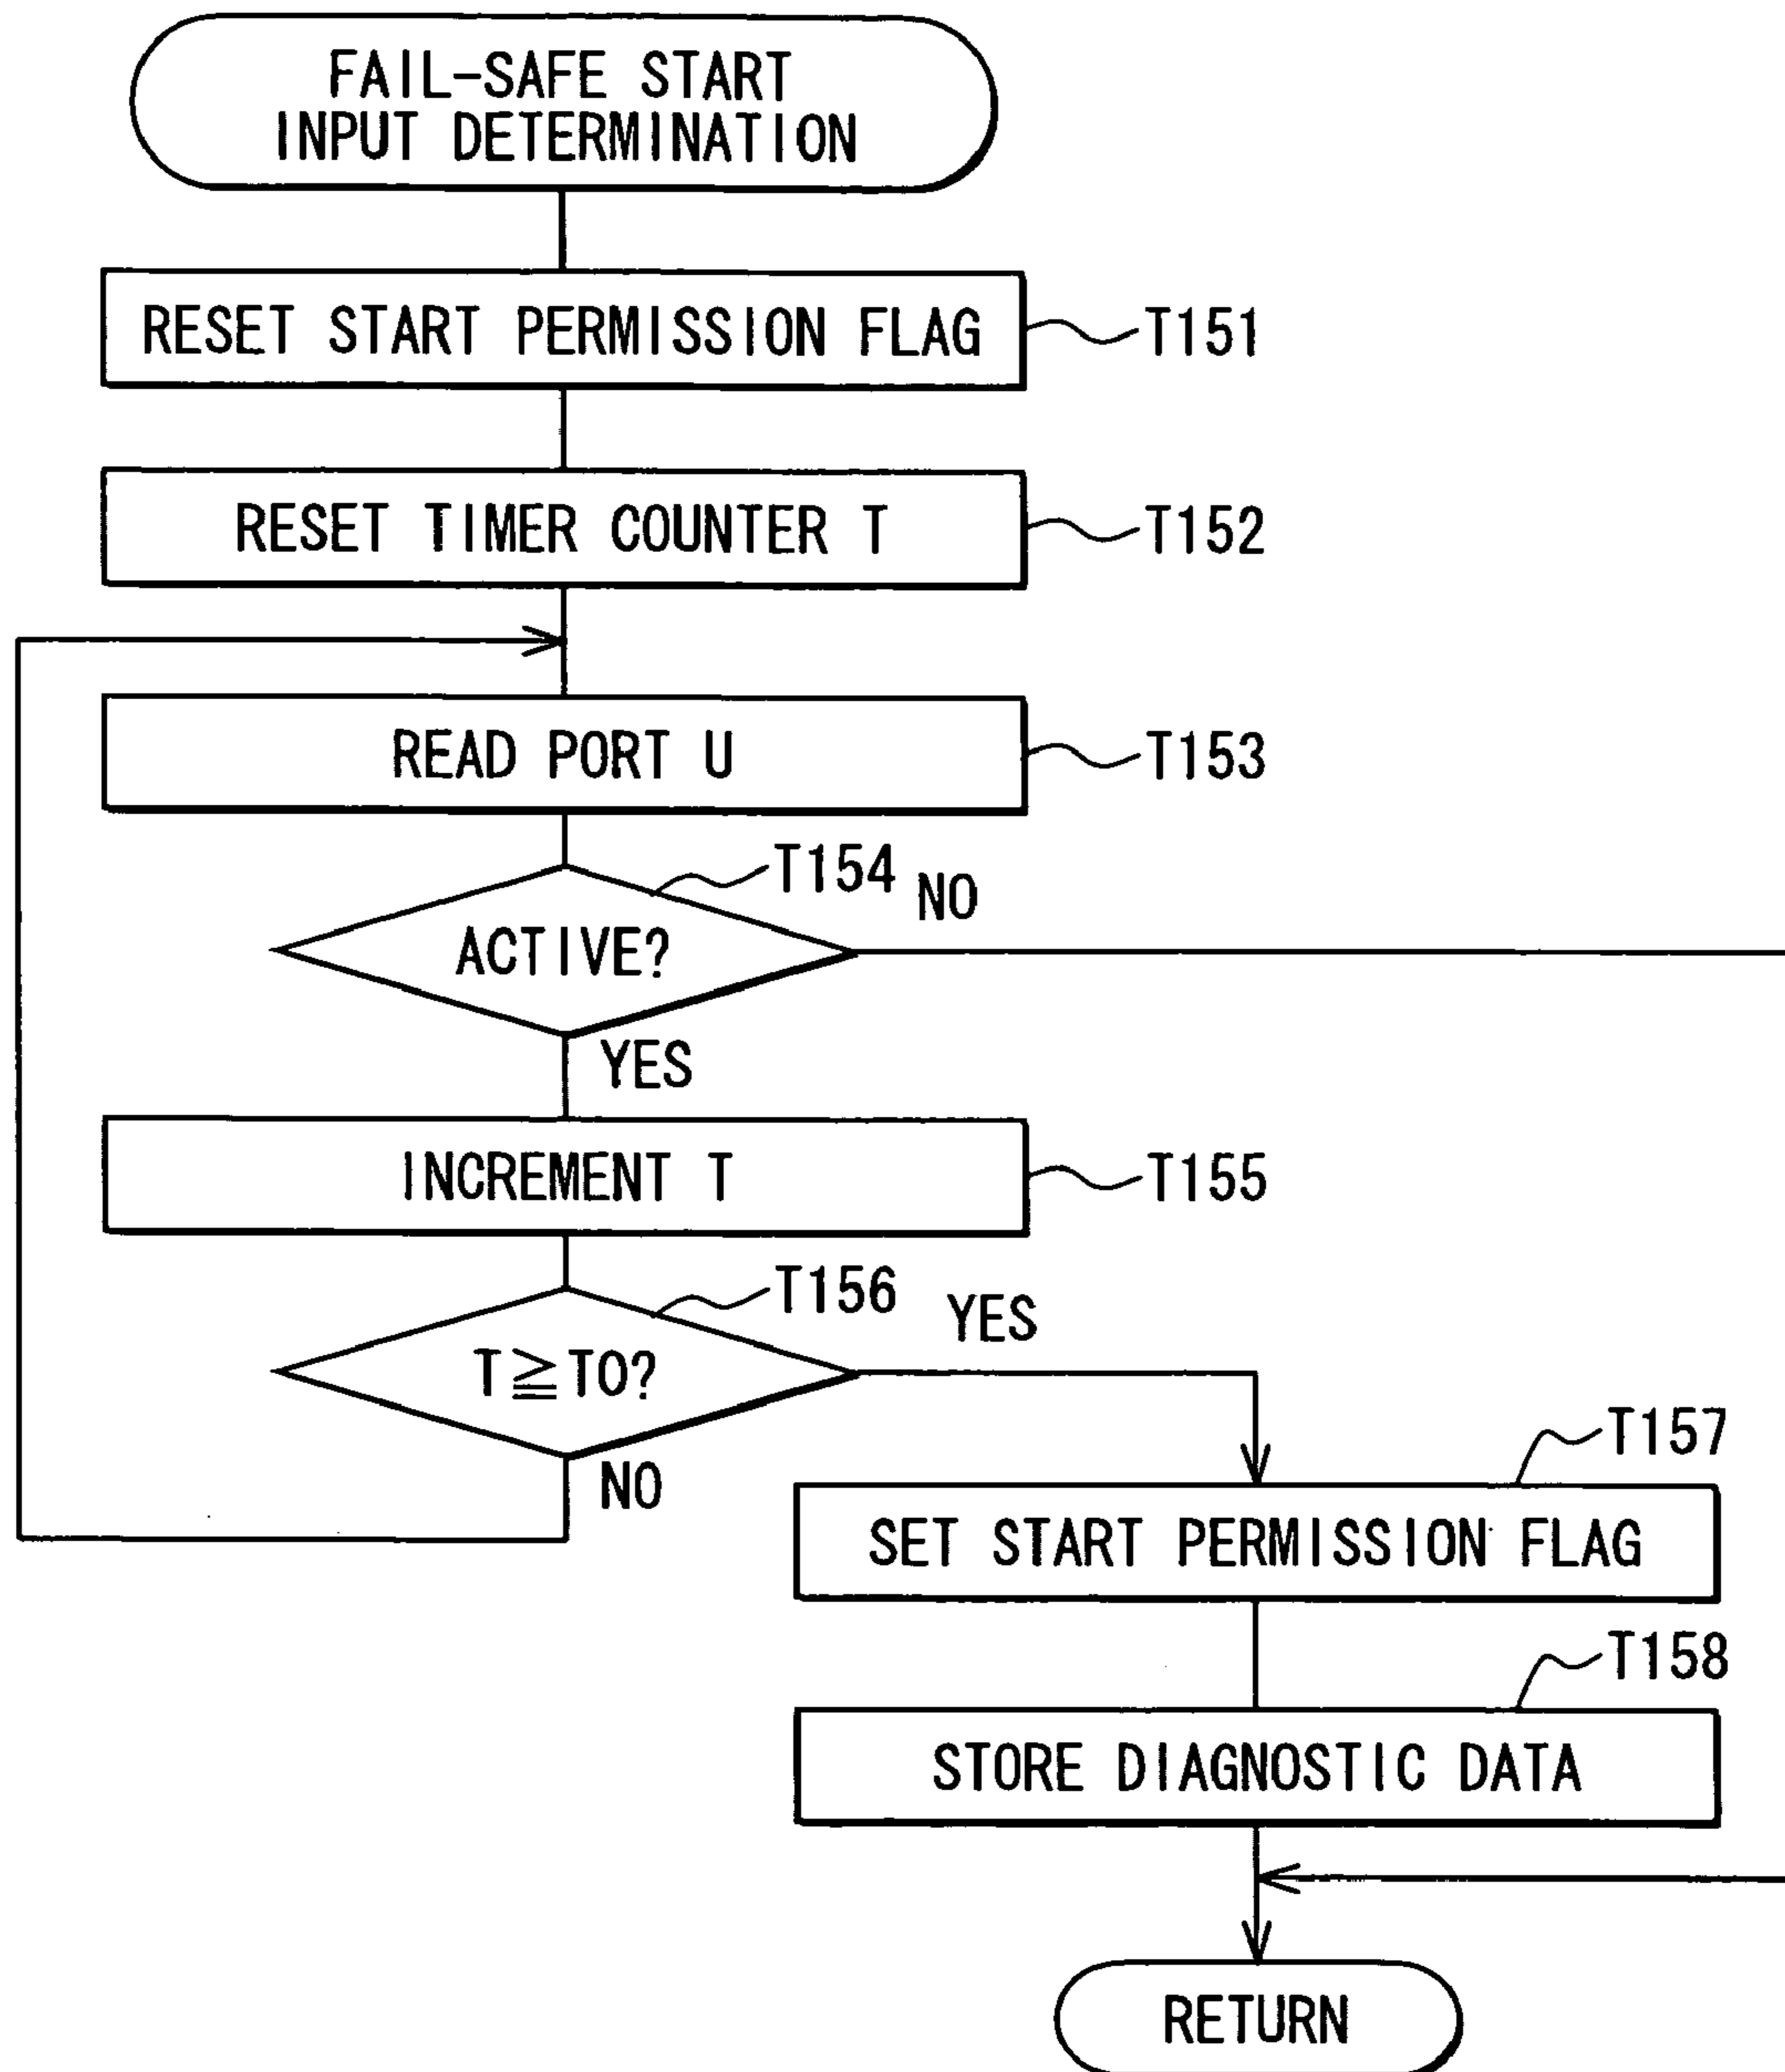 FAIL-SAFE START
INPUT DETERMINATION
RESET START PERMISSION FLAG
T151
RESET TIMER COUNTER T
T152
READ PORT U
T153
T154
NO
ACTIVE?
YES
INCREMENT T
T155
T156
YES
T≧T0?
NO
T157
SET START PERMISSION FLAG
T158
STORE DIAGNOSTIC DATA
RETURN